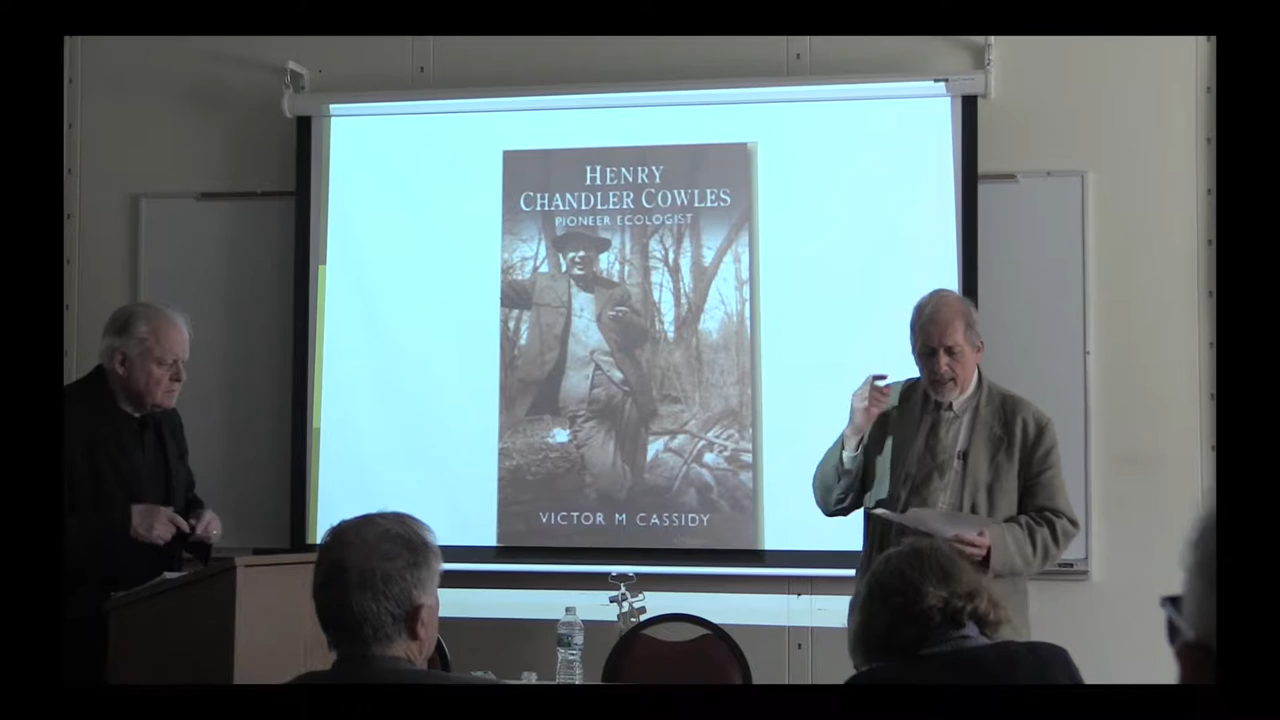 HENRY
CHANDLER COWLES
PIONEER ECOLOGIST
VICTOR M CASSIDY